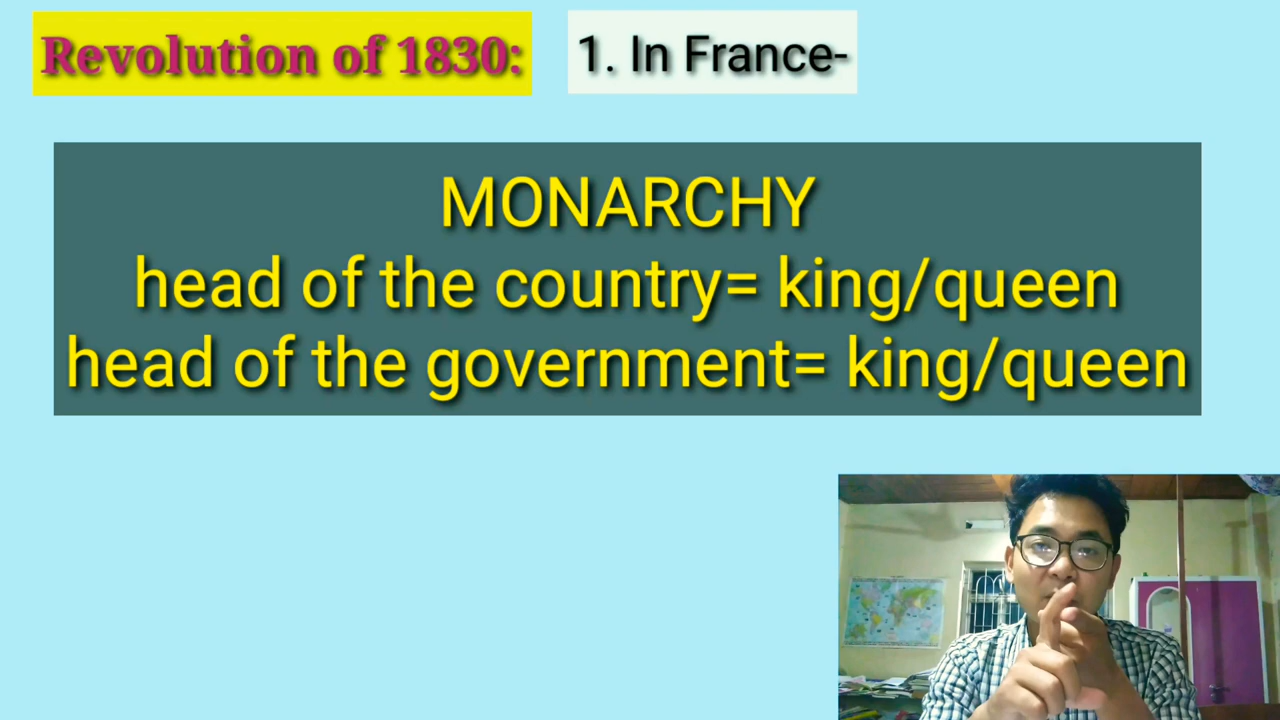 Revolution of 1830:
1. In France-
MONARCHY
head of the country= king/queen
head of the government= king/queen